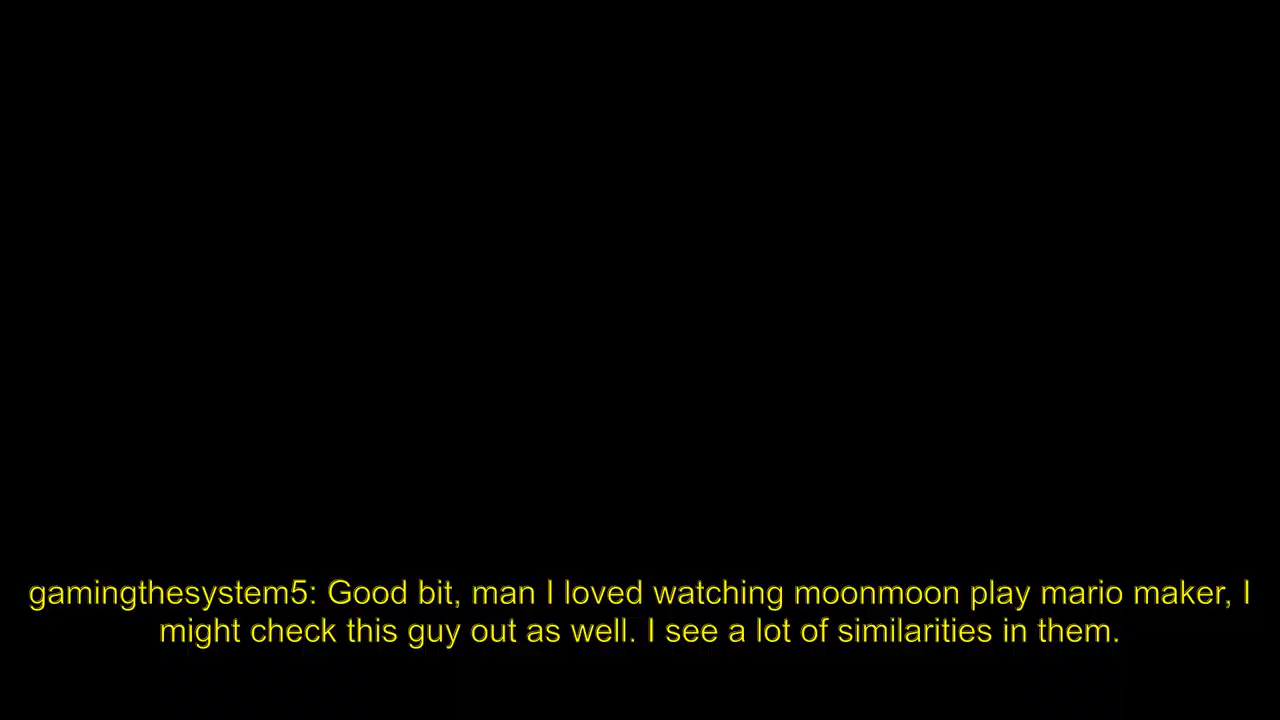 gamingthesystem5: Good bit, man I loved watching moonmoon play mario maker, I
might check this guy out as well. I see a lot of similarities in them.